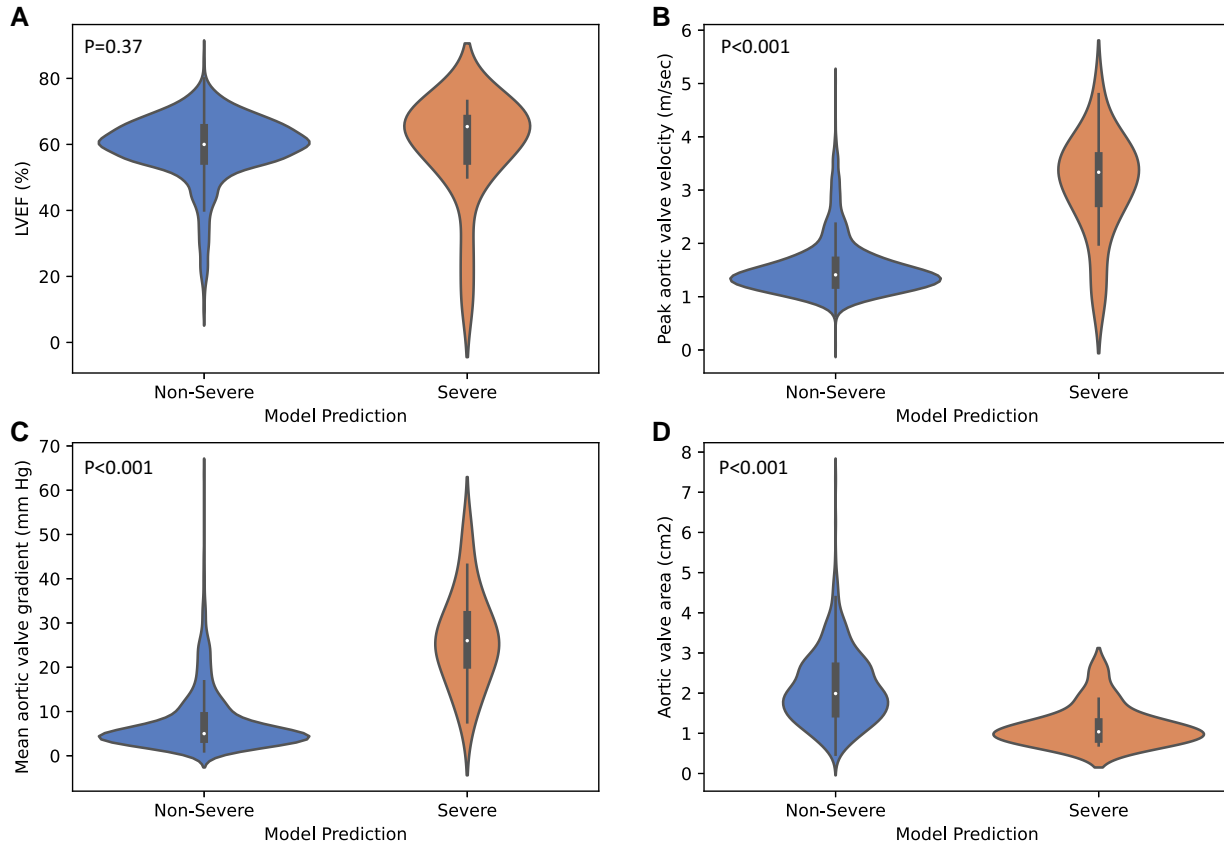 A
P=0.37
LVEF (%)
80
60
40
20
0
Non-Severe
Severe
Model Prediction
B
P<0.001
Peak aortic valve velocity (m/sec)
6
5
4
3
2
1
0
Non-Severe
Severe
Model Prediction
C
P<0.001
Mean aortic valve gradient (mm Hg)
70
60
50
40
30
20
10
0
Non-Severe
Severe
Model Prediction
D
P<0.001
Aortic valve area (cm2)
8
7
6
5
4
3
2
1
0
Non-Severe
Severe
Model Prediction